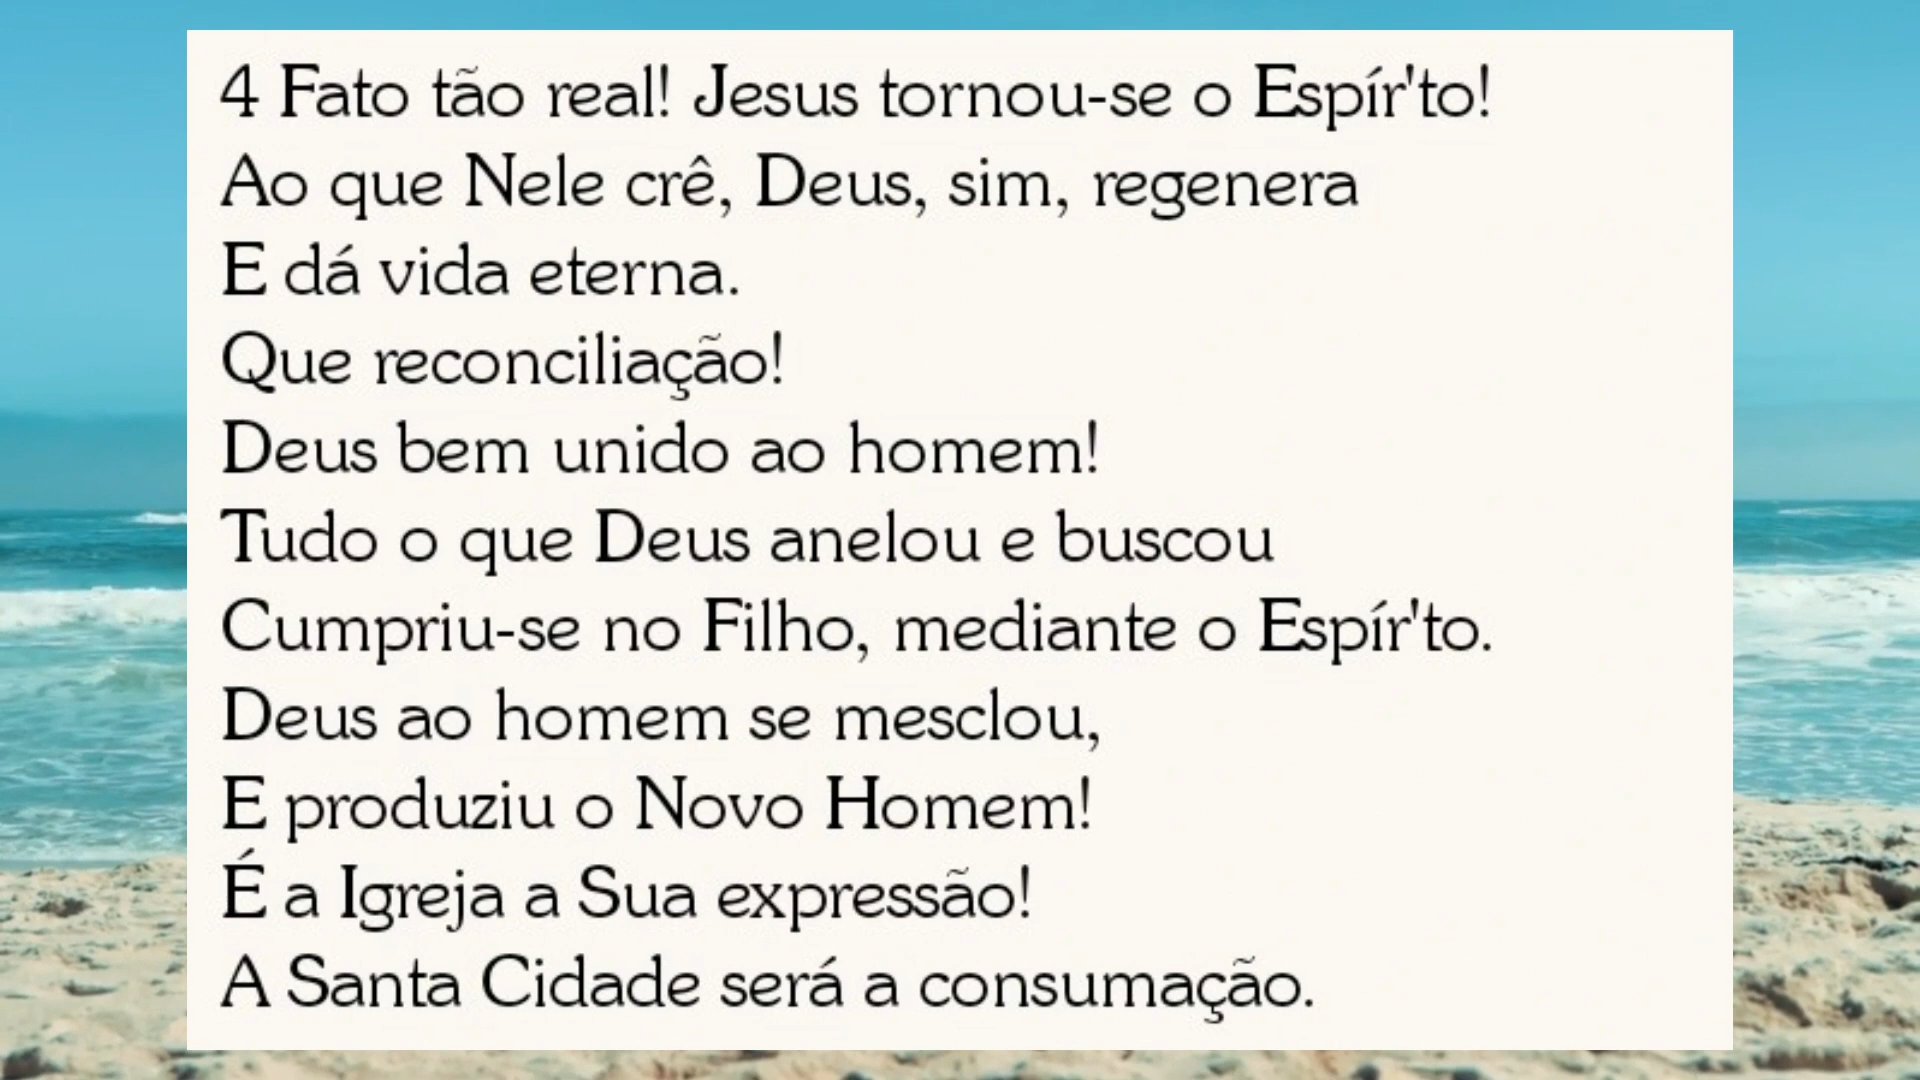 4 Fato tão real! Jesus tornou-se o Espír'to!
Ao que Nele crê, Deus, sim, regenera
E dá vida eterna.
Que reconciliação!
Deus bem unido ao homem!
Tudo o que Deus anelou e buscou
Cumpriu-se no Filho, mediante o Espír'to.
Deus ao homem se mesclou,
E produziu o Novo Homem!
É a Igreja a Sua expressão!
A Santa Cidade será a consumação.